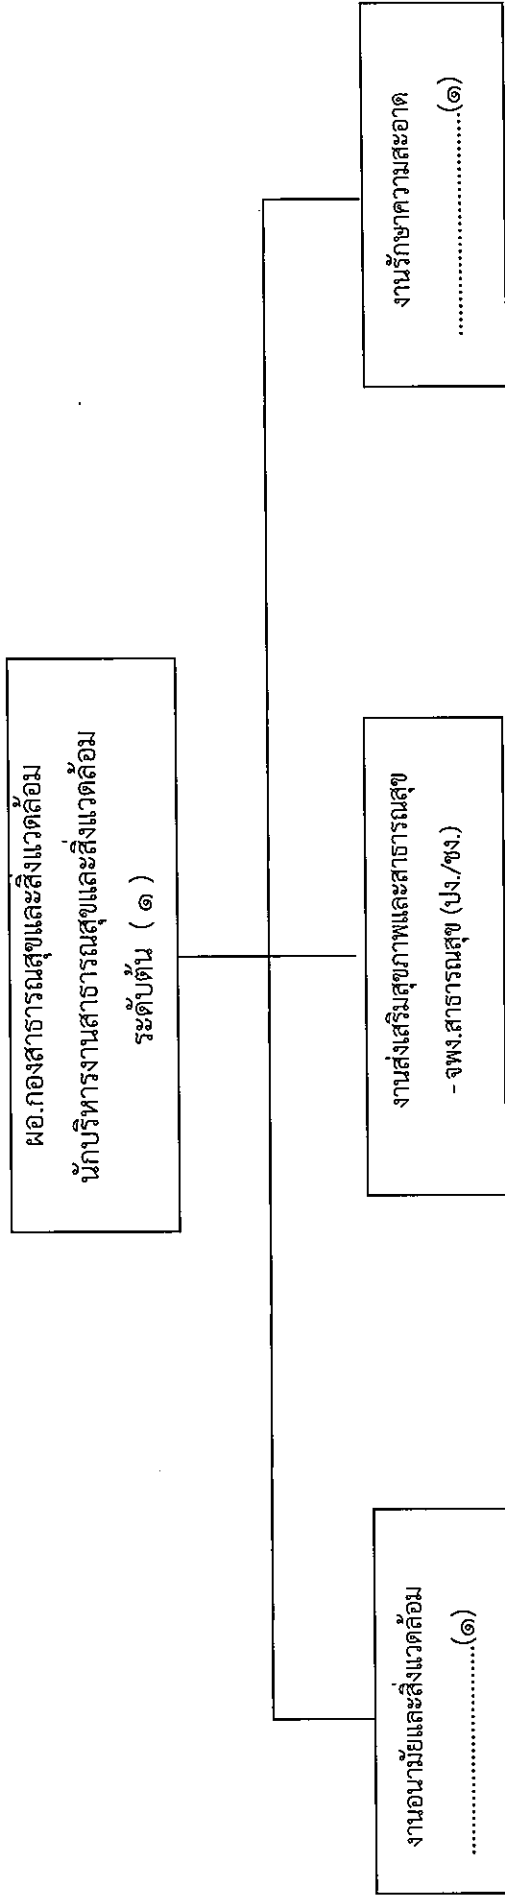 ผอ.กองสาธารณสุขและสิ่งแวดล้อม
นักบริหารงานสาธารณสุขและสิ่งแวดล้อม
ระดับต้น ( ๑ )
งานอนามัยและสิ่งแวดล้อม
...................................(๑)
งานส่งเสริมสุขภาพและสาธารณสุข
- จพง.สาธารณสุข (ปง./ชง.)
งานรักษาความสะอาด
.......................................(๑)